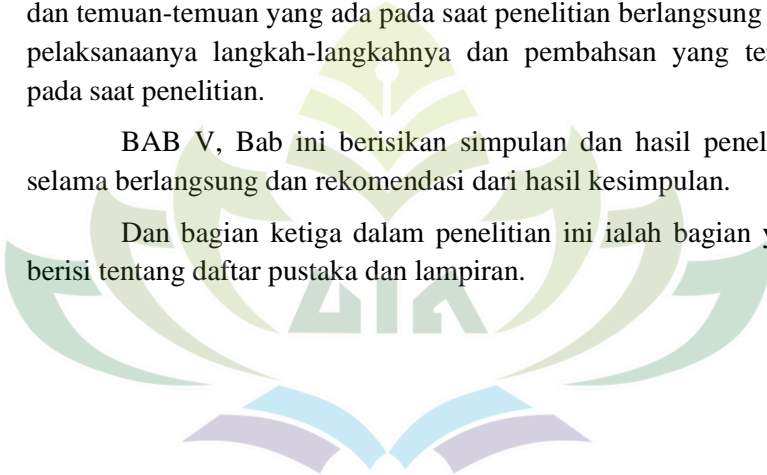 dan temuan-temuan yang ada pada saat penelitian berlangsung
pelaksanaanya langkah-langkahnya dan pembahsan yang
pada saat penelitian.
BAB V, Bab ini berisikan simpulan dan hasil
selama berlangsung dan rekomendasi dari hasil kesimpulan.
Dan bagian ketiga dalam penelitian ini ialah bagian
berisi tentang daftar pustaka dan lampiran.